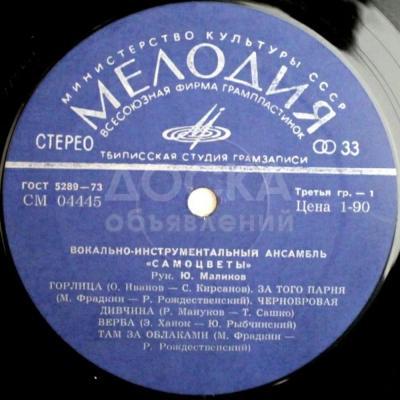 МИНИСТЕРСТВО КУЛЬТУРЫ СССР
МЕЛОДИЯ
ВСЕСОЮЗНАЯ ФИРМА ГРАМПЛАСТИНОК
СТЕРЕО
33
ТБИЛИССКАЯ СТУДИЯ ГРАМЗАПИСИ
ГОСТ 5289-73
Третья гр. — 1
СМ 04445
Цена 1-90
ДОСКА
объявлений
ВОКАЛЬНО-ИНСТРУМЕНТАЛЬНЫЙ АНСАМБЛЬ
«САМОЦВЕТЫ»
Рук. Ю. Маликов
ГОРЛИЦА (О. Иванов — С. Кирсанов). ЗА ТОГО ПАРНЯ
(М. Фрадкин — Р. Рождественский). ЧЕРНОБРОВАЯ
ДИВЧИНА (Р. Мануков — Т. Сашко)
ВЕРБА (Э. Ханок — Ю. Рыбчинский)
ТАМ ЗА ОБЛАКАМИ (М. Фрадкин —
Р. Рождественский)